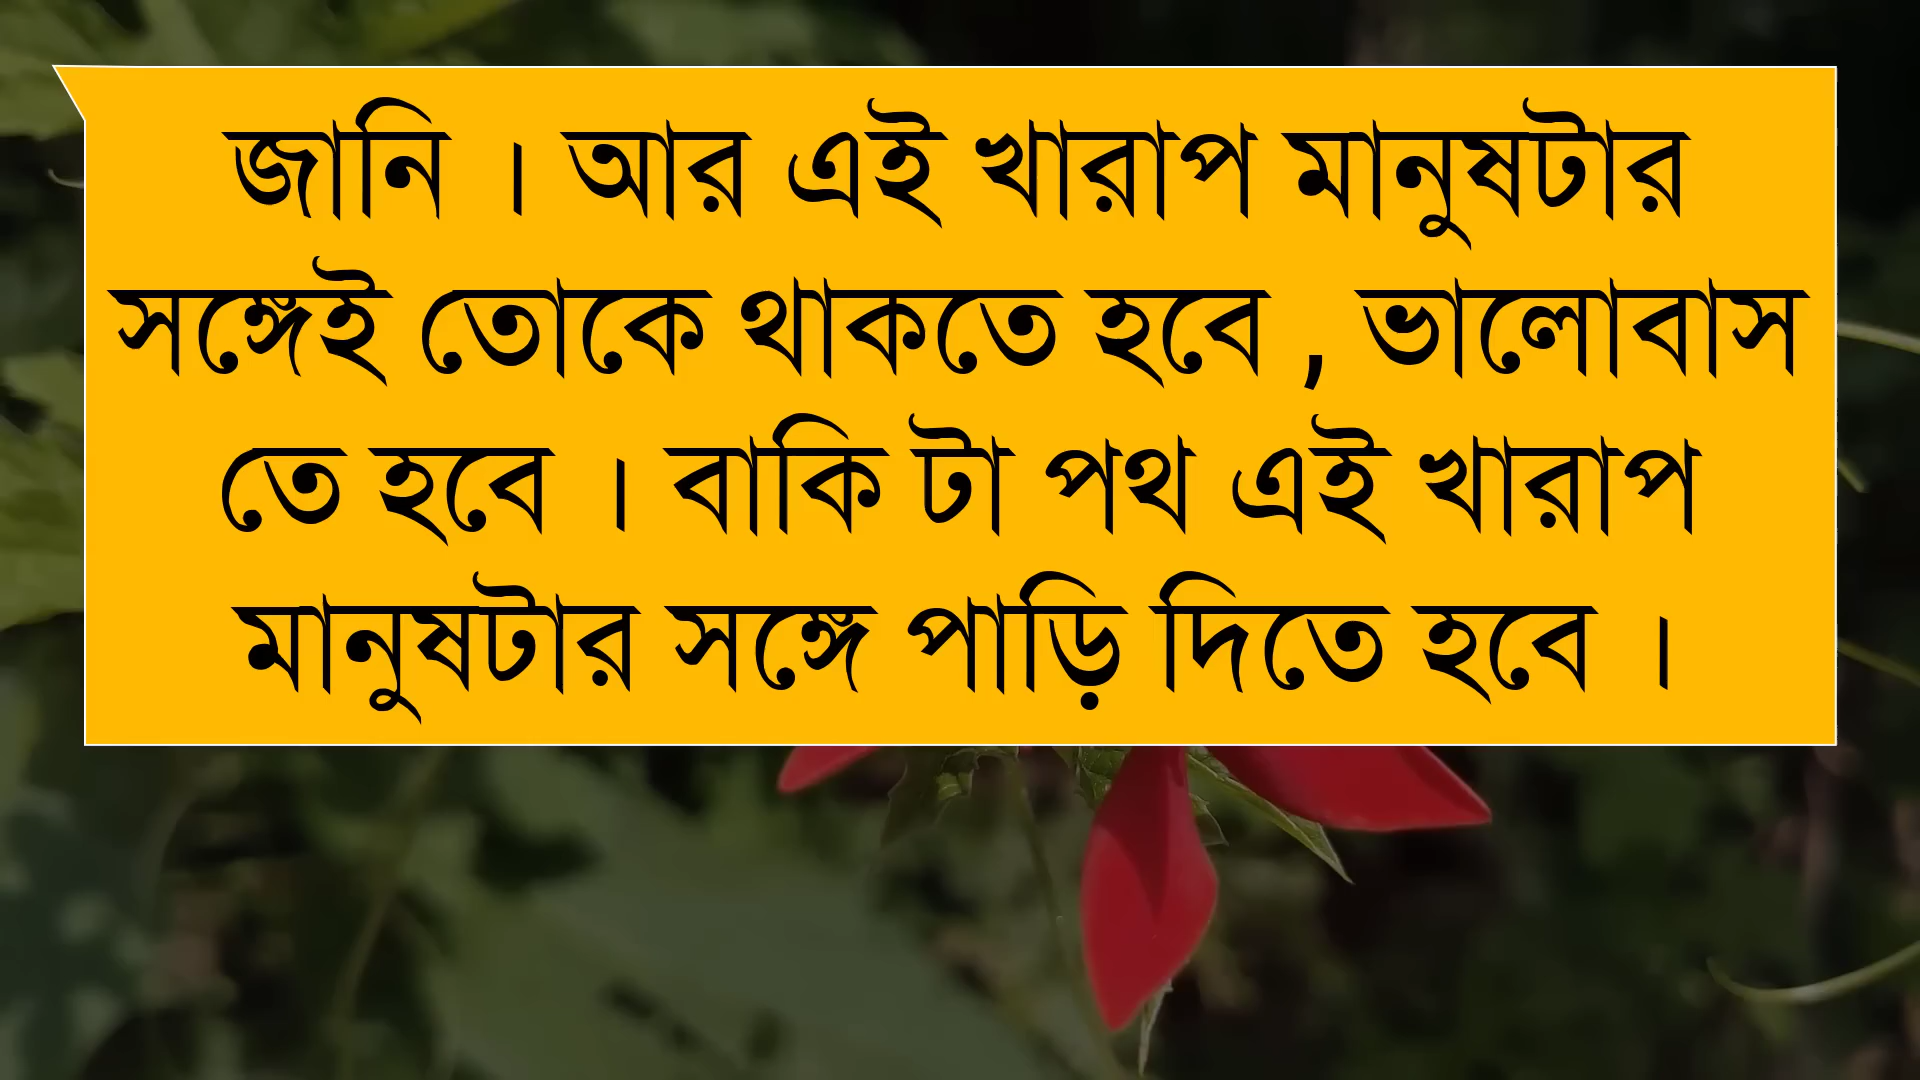 জানি । আর এই খারাপ মানুষটার
সঙ্গেই তোকে থাকতে হবে , ভালোবাস
তে হবে । বাকি টা পথ এই খারাপ
মানুষটার সঙ্গে পাড়ি দিতে হবে ।